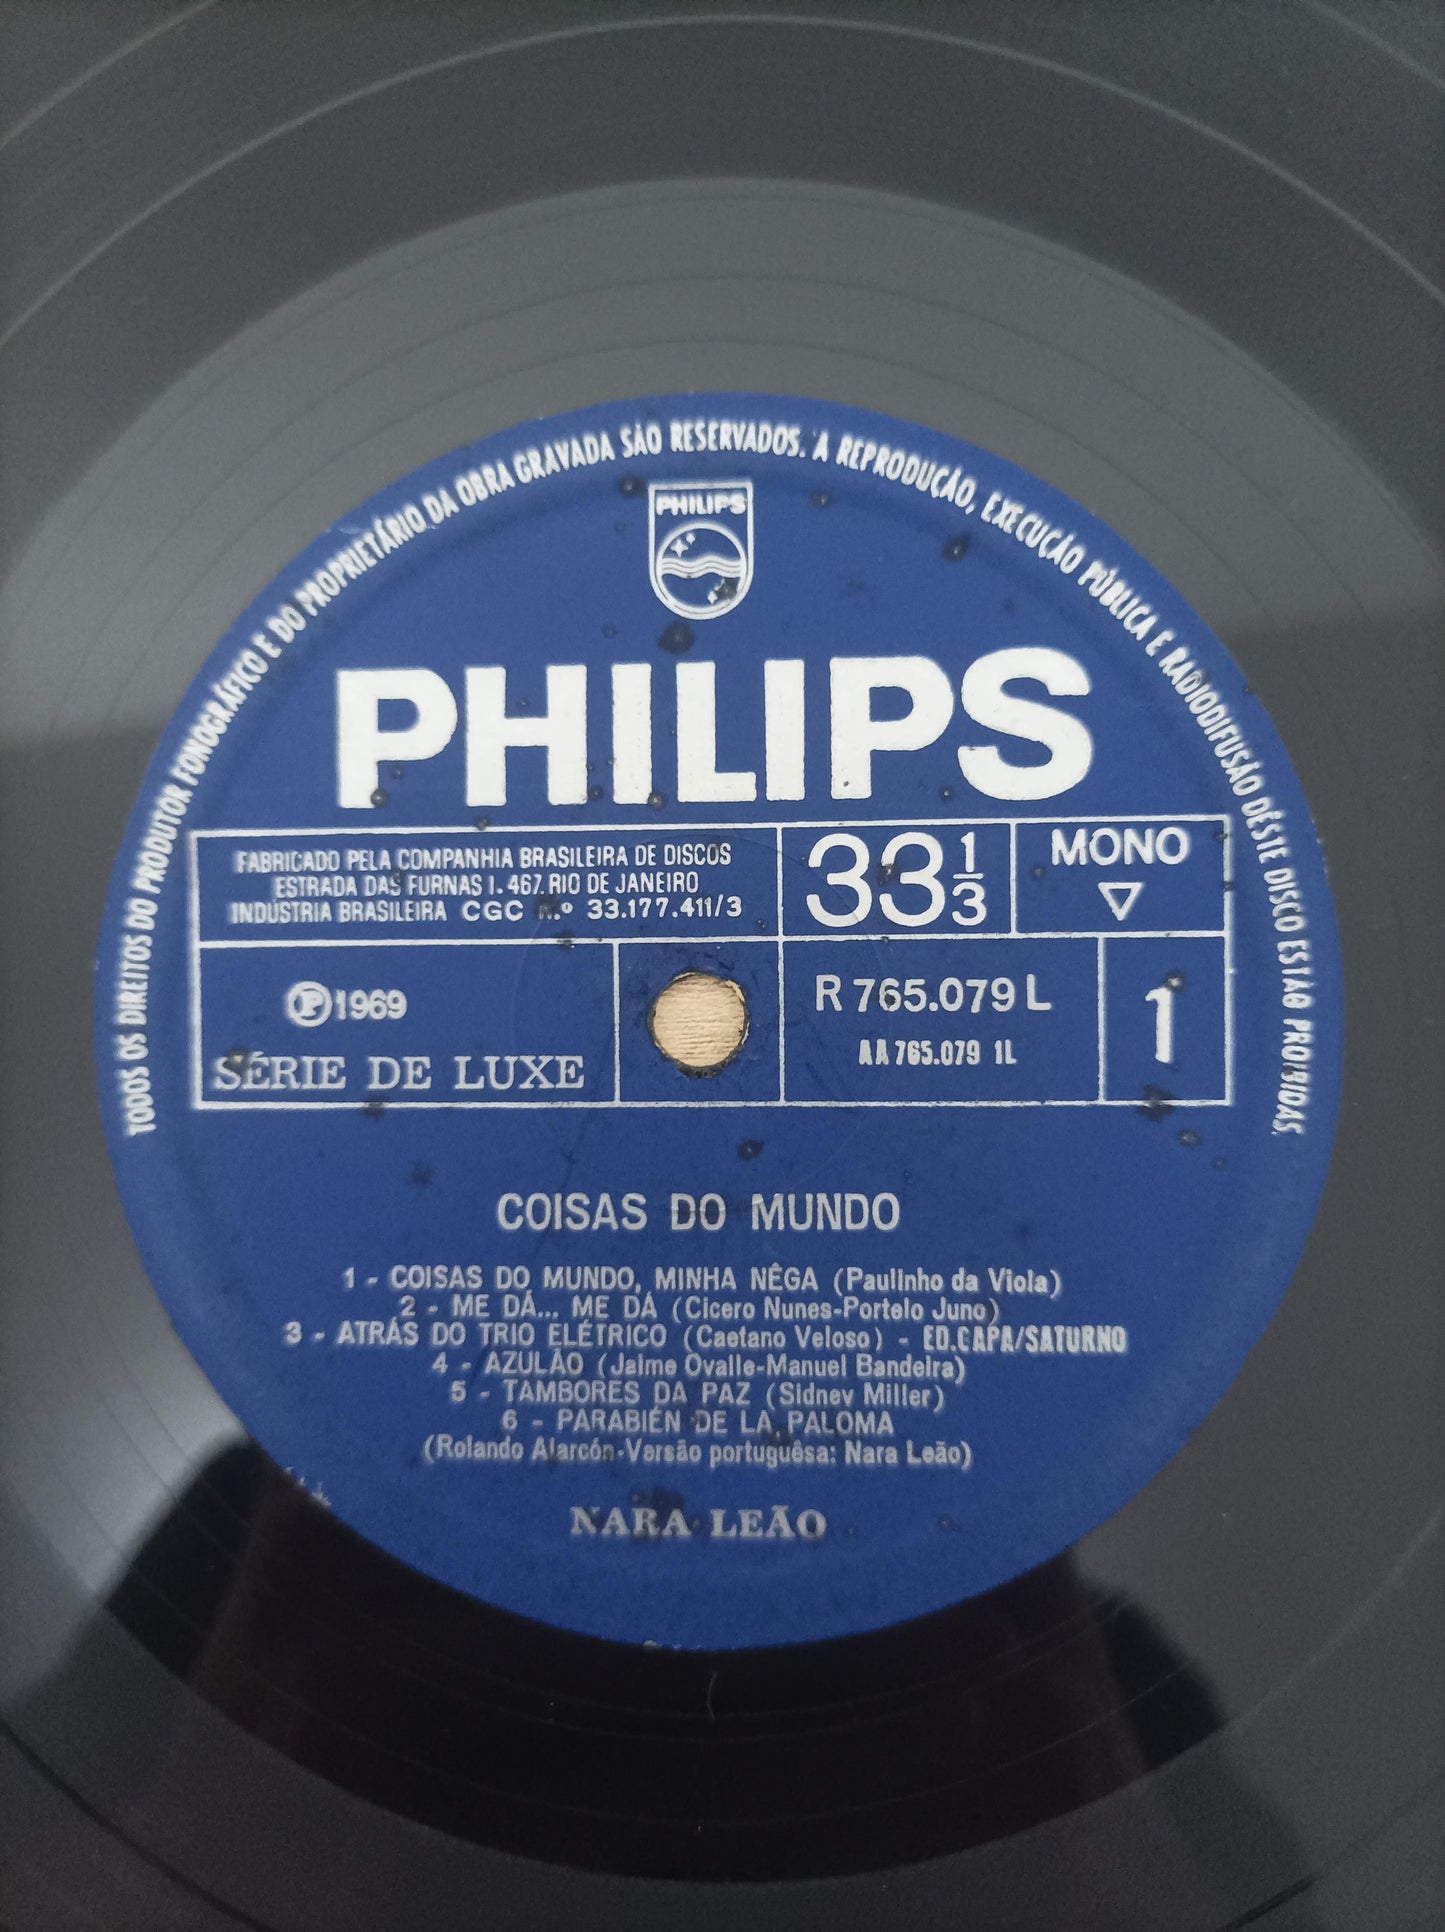 TODOS OS DIREITOS DO PRODUTOR FONOGRÁFICO E DO PROPRIETÁRIO DA OBRA GRAVADA SÃO RESERVADOS. A REPRODUÇÃO, EXECUÇÃO PÚBLICA E RADIODIFUSÃO DÊSTE DISCO ESTÃO PROIBIDAS.
PHILIPS
PHILIPS
FABRICADO PELA COMPANHIA BRASILEIRA DE DISCOS
ESTRADA DAS FURNAS 1.467. RIO DE JANEIRO
INDÚSTRIA BRASILEIRA CGC n.º 33.177.411/3
33 1/3
MONO
℗ 1969
SÉRIE DE LUXE
R 765.079 L
AA 765.079 1L
1
COISAS DO MUNDO
1 - COISAS DO MUNDO, MINHA NÊGA (Paulinho da Viola)
2 - ME DÁ... ME DÁ (Cicero Nunes-Portelo Juno)
3 - ATRÁS DO TRIO ELÉTRICO (Caetano Veloso) - ED.CAPA/SATURNO
4 - AZULÃO (Jaime Ovalle-Manuel Bandeira)
5 - TAMBORES DA PAZ (Sidney Miller)
6 - PARABIÉN DE LA PALOMA
(Rolando Alarcón-Versão portuguêsa: Nara Leão)
NARA LEÃO